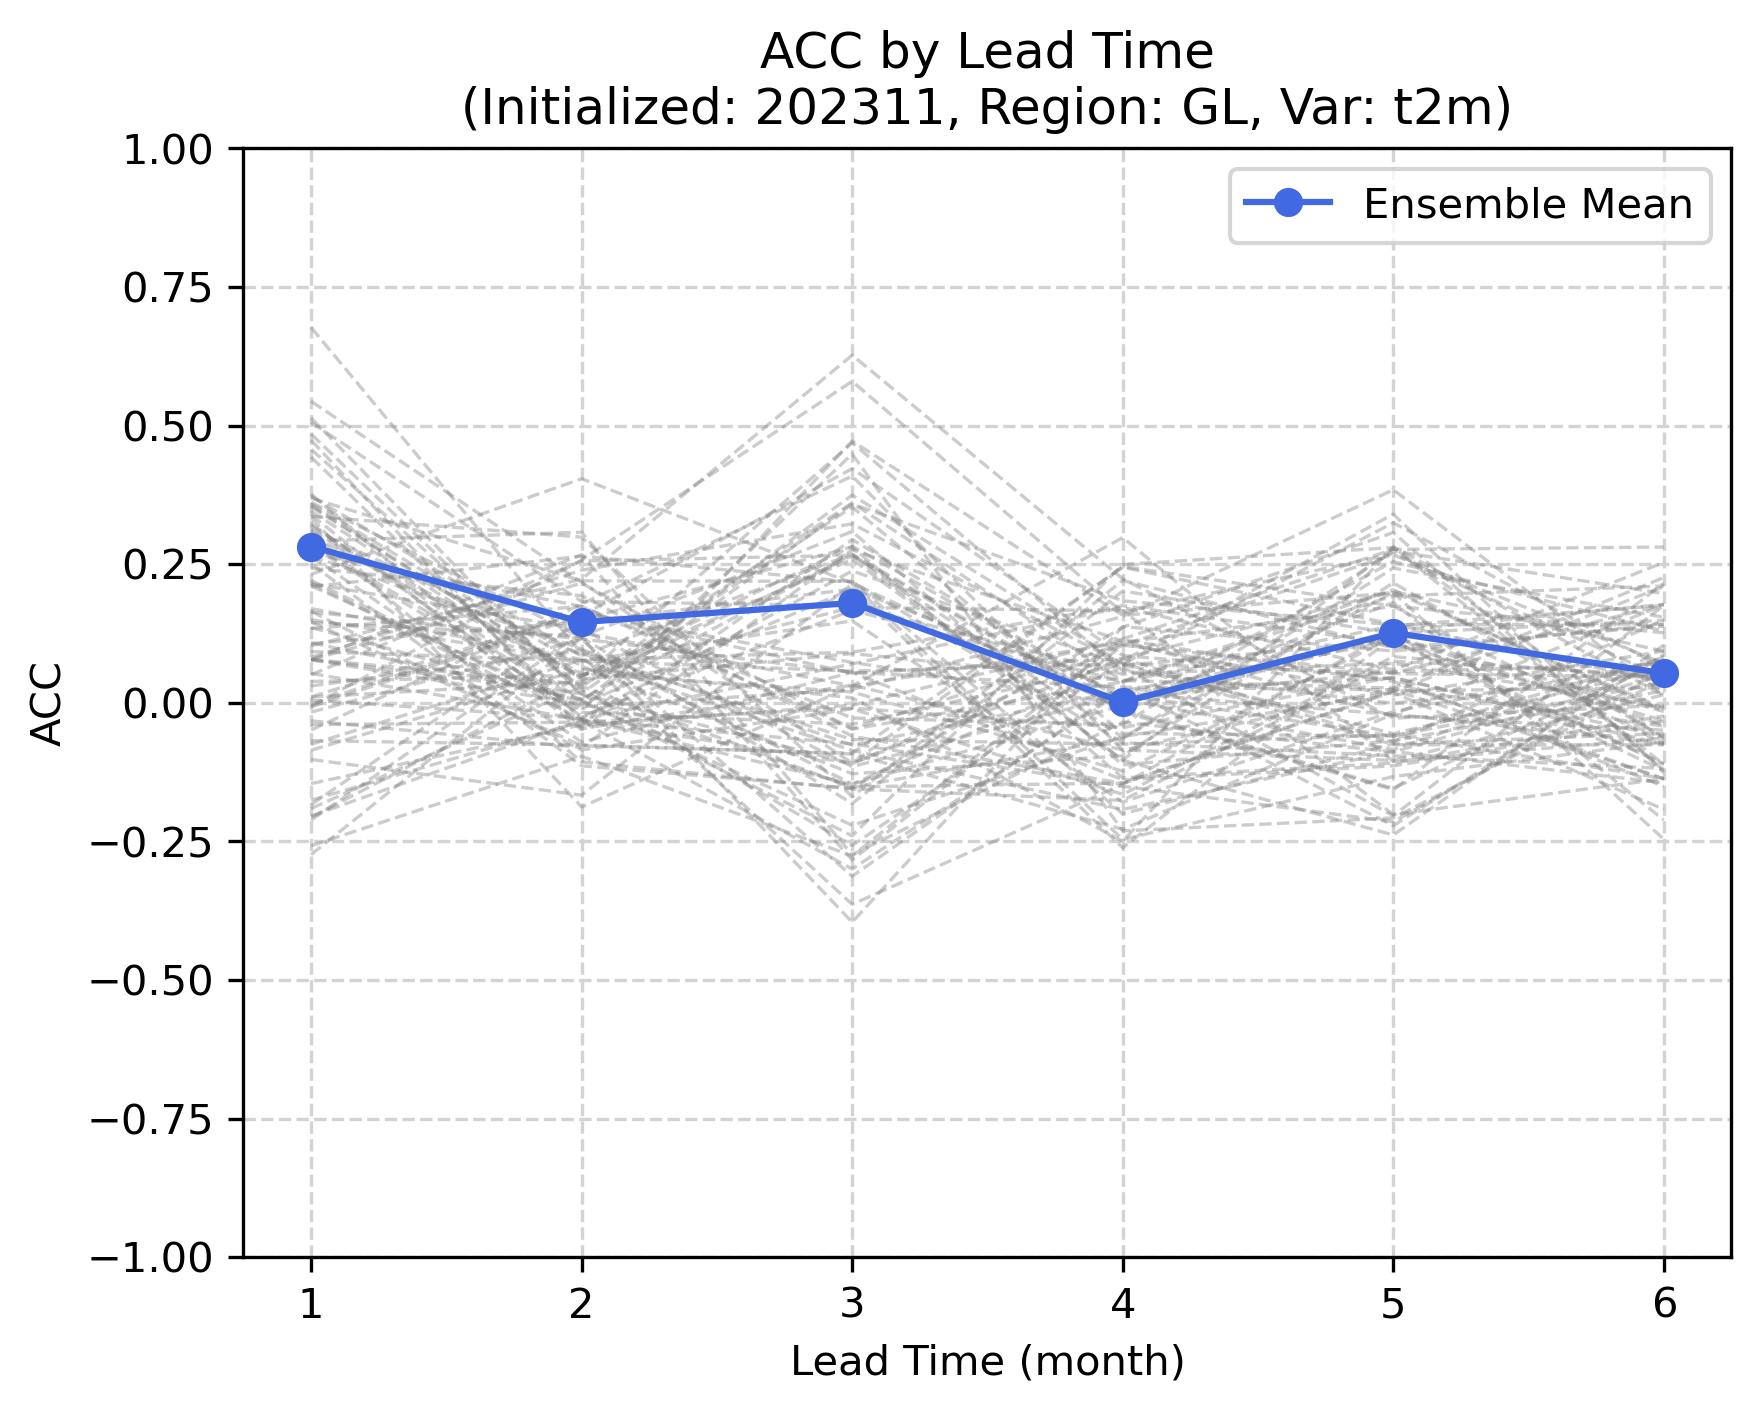 ACC by Lead Time
(Initialized: 202311, Region: GL, Var: t2m)
Ensemble Mean
1.00
0.75
0.50
0.25
0.00
−0.25
−0.50
−0.75
−1.00
ACC
1 2 3 4 5 6
Lead Time (month)